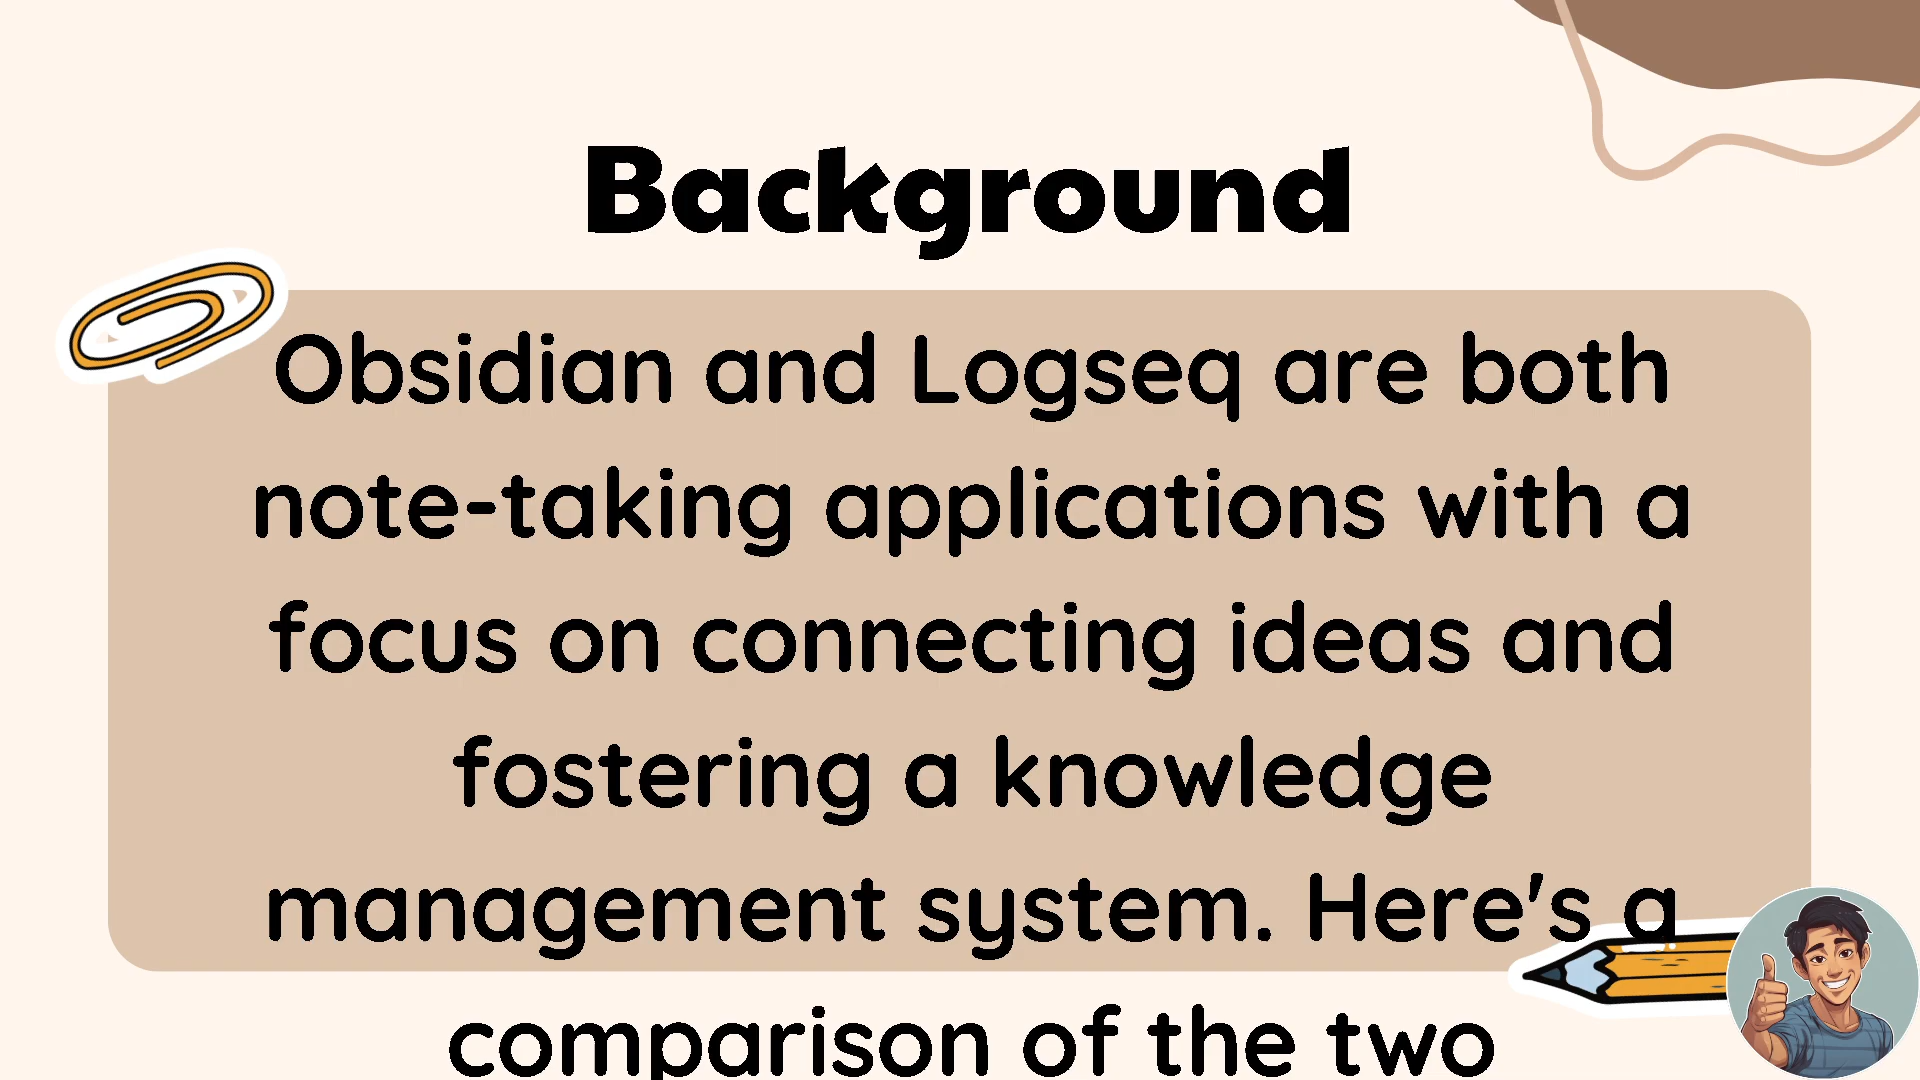 Background
Obsidian and Logseq are both
note-taking applications with a
focus on connecting ideas and
fostering a knowledge
management system. Here's a
comparison of the two